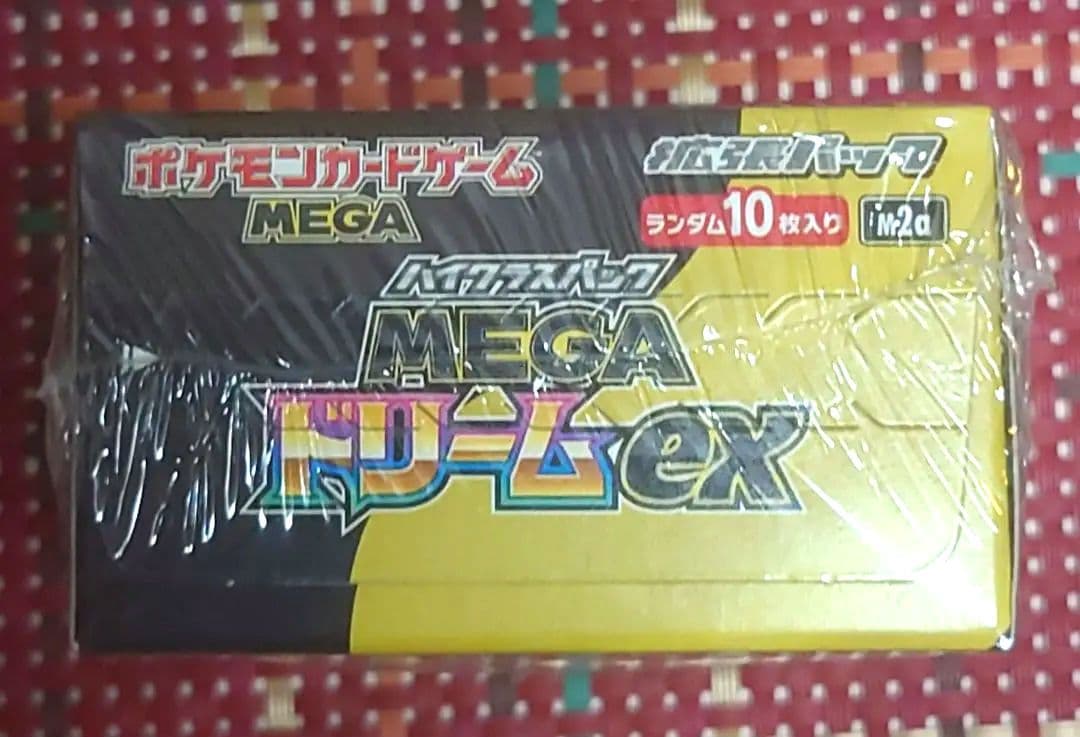 ポケモンカードゲーム
MEGA
拡張パック
ランダム10枚入り
M2a
ハイクラスパック
MEGA
ドリームex